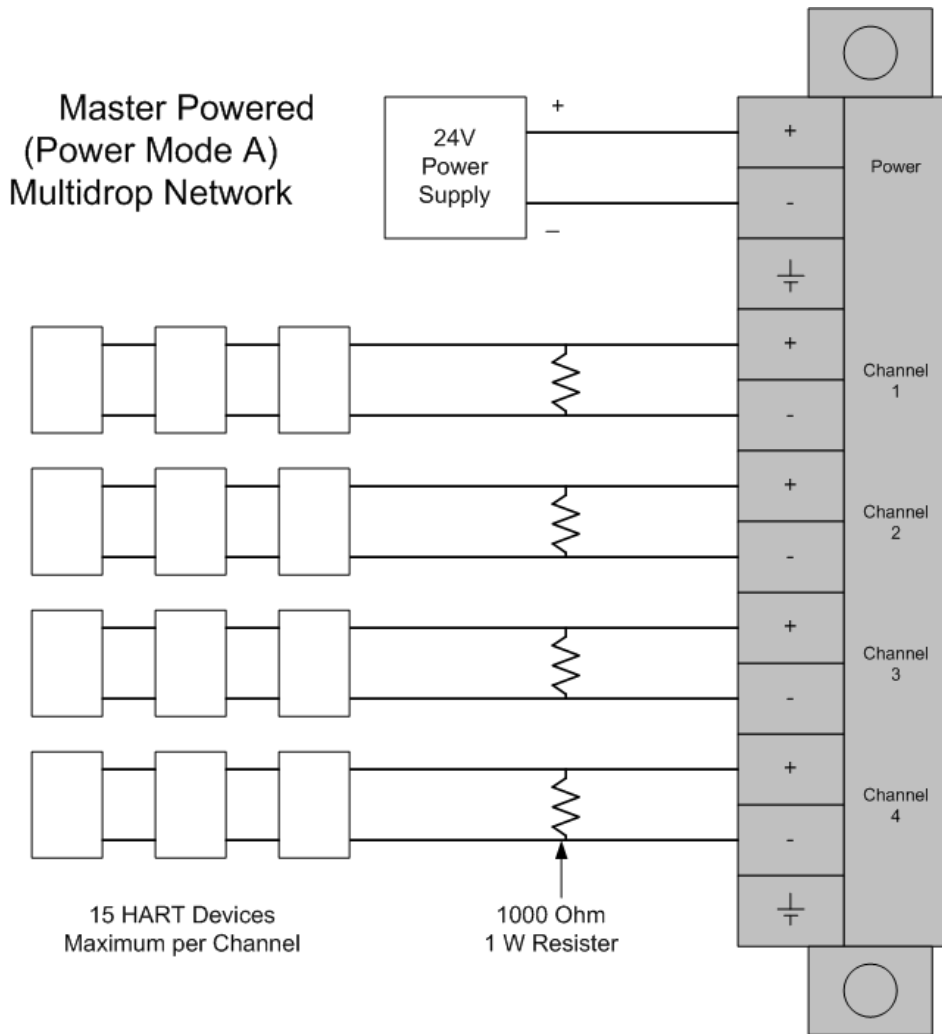 Master Powered
(Power Mode A)
Multidrop Network
24V
Power
Supply
+
–
+
-
Power
+
-
Channel
1
+
-
Channel
2
+
-
Channel
3
+
-
Channel
4
15 HART Devices
Maximum per Channel
1000 Ohm
1 W Resister